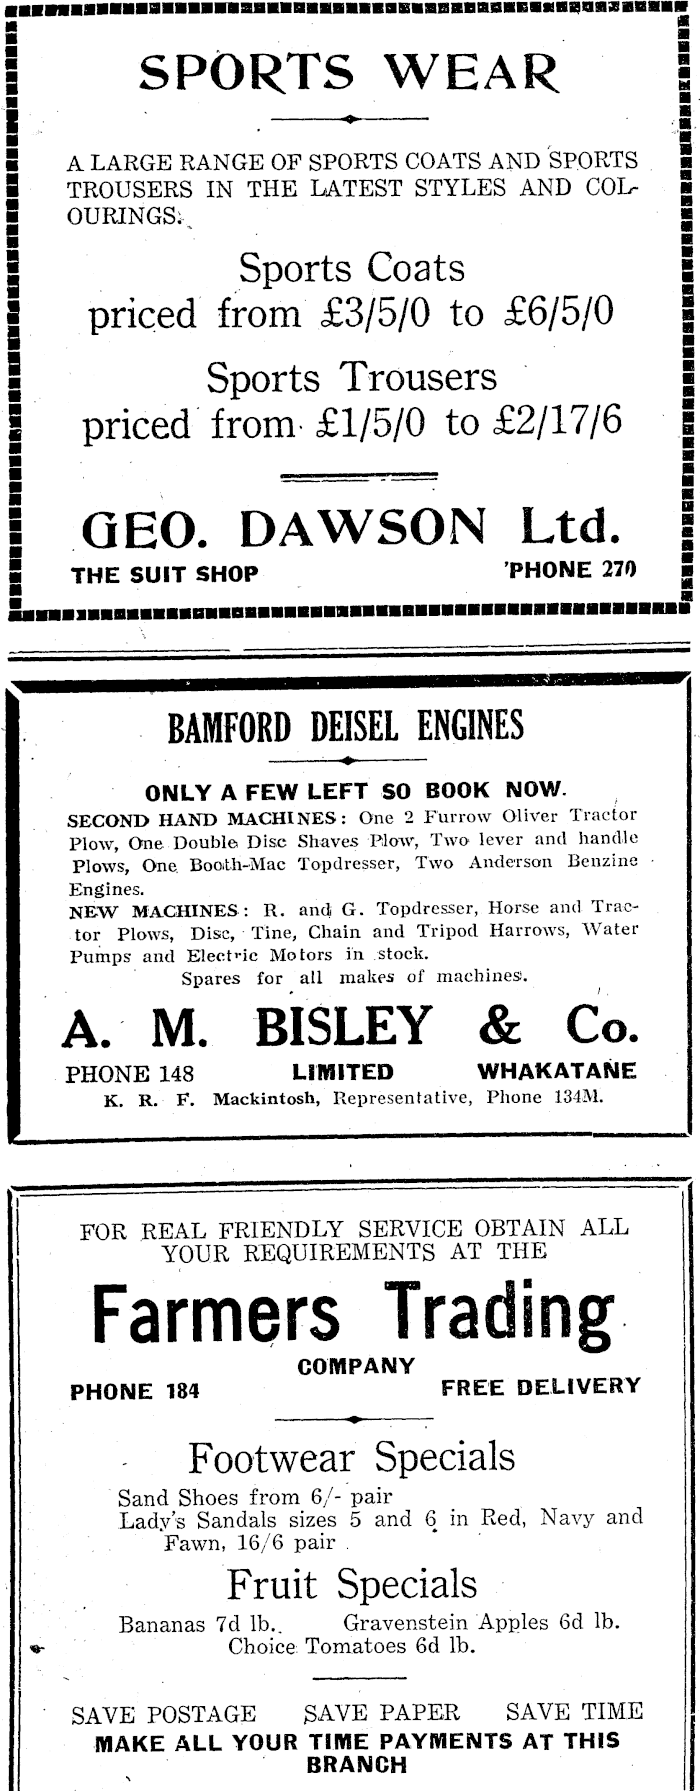 SPORTS WEAR
A LARGE RANGE OF SPORTS COATS AND SPORTS
TROUSERS IN THE LATEST STYLES AND COL-
OURINGS.
Sports Coats
priced from £3/5/0 to £6/5/0
Sports Trousers
priced from £1/5/0 to £2/17/6
GEO. DAWSON Ltd.
THE SUIT SHOP 'PHONE 270
BAMFORD DEISEL ENGINES
ONLY A FEW LEFT SO BOOK NOW.
SECOND HAND MACHINES: One 2 Furrow Oliver Tractor
Plow, One Double Disc Shaves Plow, Two lever and handle
Plows, One Booth-Mac Topdresser, Two Anderson Benzine
Engines.
NEW MACHINES: R. and G. Topdresser, Horse and Trac-
tor Plows, Disc, Tine, Chain and Tripod Harrows, Water
Pumps and Electric Motors in stock.
Spares for all makes of machines.
A. M. BISLEY & Co.
PHONE 148 LIMITED WHAKATANE
K. R. F. Mackintosh, Representative, Phone 134M.
FOR REAL FRIENDLY SERVICE OBTAIN ALL
YOUR REQUIREMENTS AT THE
Farmers Trading
COMPANY
PHONE 184 FREE DELIVERY
Footwear Specials
Sand Shoes from 6/- pair
Lady's Sandals sizes 5 and 6 in Red, Navy and
Fawn, 16/6 pair
Fruit Specials
Bananas 7d lb. Gravenstein Apples 6d lb.
Choice Tomatoes 6d lb.
SAVE POSTAGE SAVE PAPER SAVE TIME
MAKE ALL YOUR TIME PAYMENTS AT THIS
BRANCH